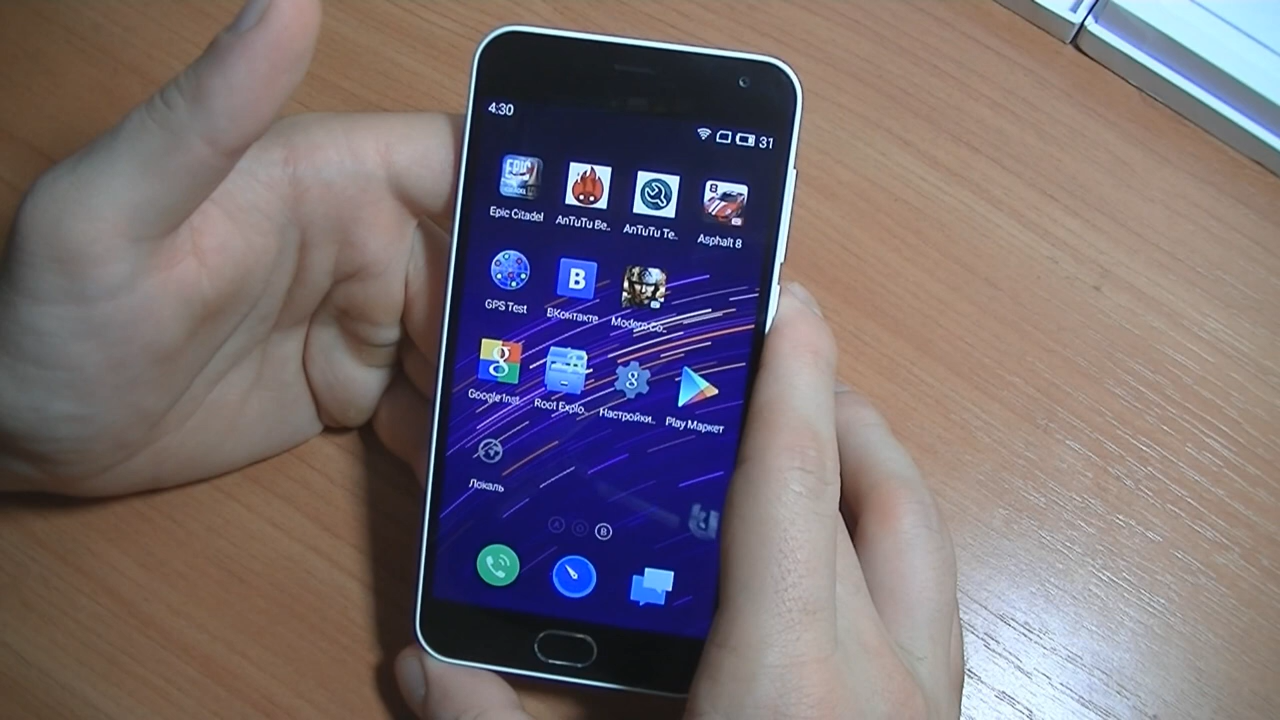 4:30
31
EPIC
Epic Citadel
AnTuTu Be..
AnTuTu Te..
8
Asphalt 8
GPS Test
B
ВКонтакте
Modern Co..
g
Google Inst..
Root Explo..
g
Настройки..
Play Маркет
Локаль
A
B